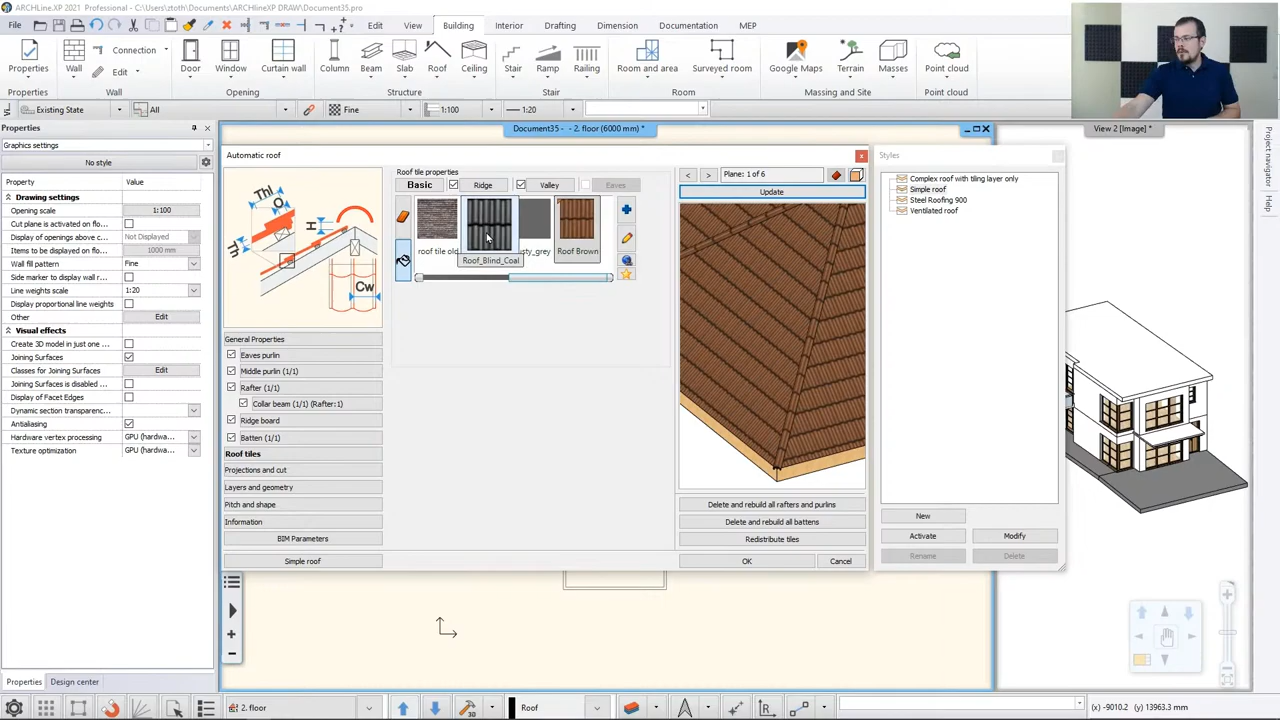 ARCHLine.XP 2021 Professional - C:\Users\ztoth\Documents\ARCHlineXP DRAW\Document35.pro
Edit View Building Interior Drafting Dimension Documentation MEP
Properties Wall Connection Edit Door Window Curtain wall Column Beam Slab Roof Ceiling Stair Ramp Railing Room and area Surveyed room Google Maps Terrain Masses Point cloud
Properties Wall Opening Structure Stair Room Massing and Site Point cloud
Existing State All Fine 1:100 1:20
Properties
Graphics settings
No style
Property Value
Drawing settings
Opening scale 1:100
Cut plane is activated on fl...
Display of openings above c... Not Displayed
Items to be displayed on flo... 1000 mm
Wall fill pattern Fine
Side marker to display wall r...
Line weights scale 1:20
Display proportional line weights
Other Edit
Visual effects
Create 3D model in just one ...
Joining Surfaces
Classes for Joining Surfaces Edit
Joining Surfaces is disabled ...
Display of Facet Edges
Dynamic section transparenc...
Antialiasing
Hardware vertex processing GPU (hardwa...
Texture optimization GPU (hardwa...
Properties Design center
Document35 - - 2. floor (6000 mm) *
View 2 [Image] *
Project navigator
Automatic roof
Thl
O
H
Th
Cw
General Properties
Eaves purlin
Middle purlin (1/1)
Rafter (1/1)
Collar beam (1/1) (Rafter:1)
Ridge board
Batten (1/1)
Roof tiles
Projections and cut
Layers and geometry
Pitch and shape
Information
BIM Parameters
Simple roof
Roof tile properties
Basic Ridge Valley Eaves
roof tile old sty_grey Roof Brown
Roof_Blind_Coal
< > Plane: 1 of 6
Update
Delete and rebuild all rafters and purlins
Delete and rebuild all battens
Redistribute tiles
OK Cancel
Styles
Complex roof with tiling layer only
Simple roof
Steel Roofing 900
Ventilated roof
New
Activate Modify
Rename Delete
2. floor Roof (x) -9010.2 (y) 13963.3 mm